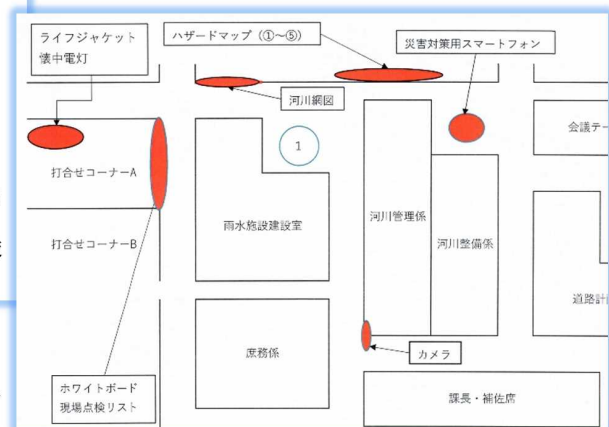 ライフジャケット
懐中電灯
ハザードマップ（①～⑤）
災害対策用スマートフォン
河川網図
1
打合せコーナーA
会議テー
打合せコーナーB
雨水施設建設室
河川管理係
河川整備係
庶務係
カメラ
ホワイトボード
現場点検リスト
課長・補佐席